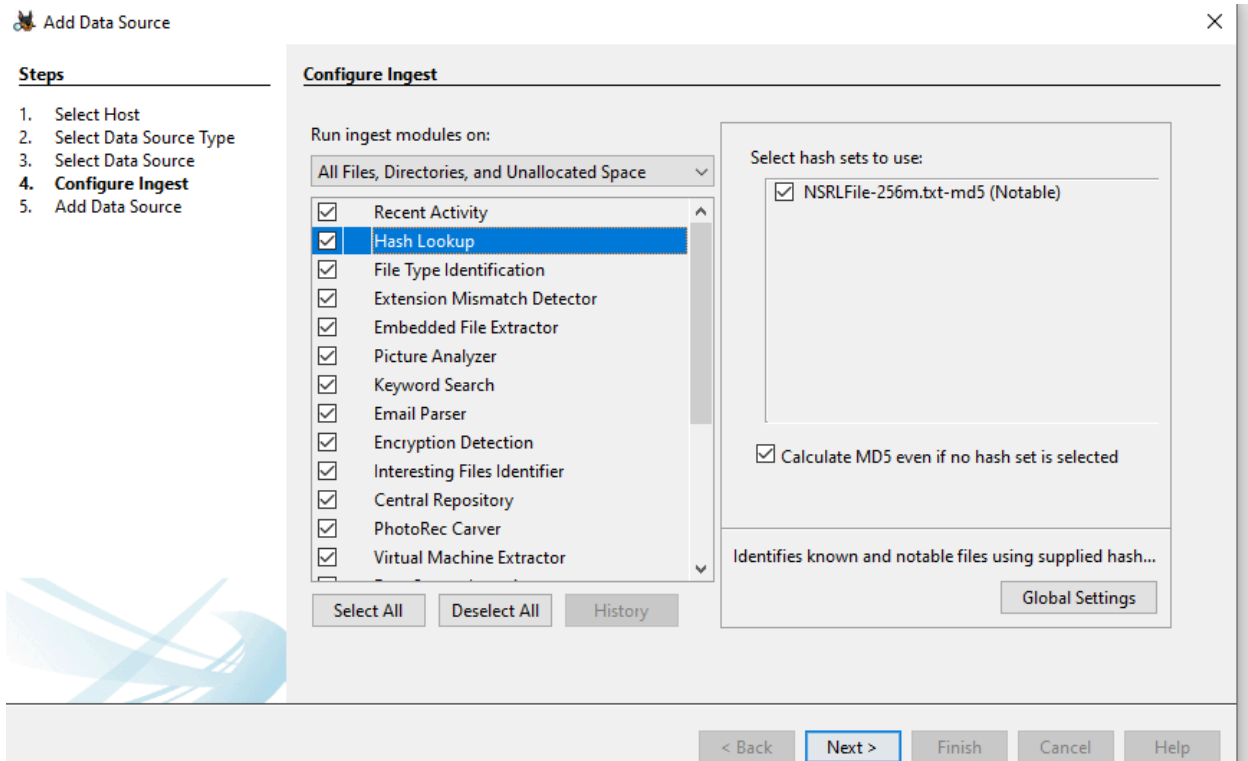 Add Data Source
Steps
1. Select Host
2. Select Data Source Type
3. Select Data Source
4. Configure Ingest
5. Add Data Source
Configure Ingest
Run ingest modules on:
All Files, Directories, and Unallocated Space
Recent Activity
Hash Lookup
File Type Identification
Extension Mismatch Detector
Embedded File Extractor
Picture Analyzer
Keyword Search
Email Parser
Encryption Detection
Interesting Files Identifier
Central Repository
PhotoRec Carver
Virtual Machine Extractor
Select All Deselect All History
Select hash sets to use:
NSRLFile-256m.txt-md5 (Notable)
Calculate MD5 even if no hash set is selected
Identifies known and notable files using supplied hash...
Global Settings
< Back Next > Finish Cancel Help